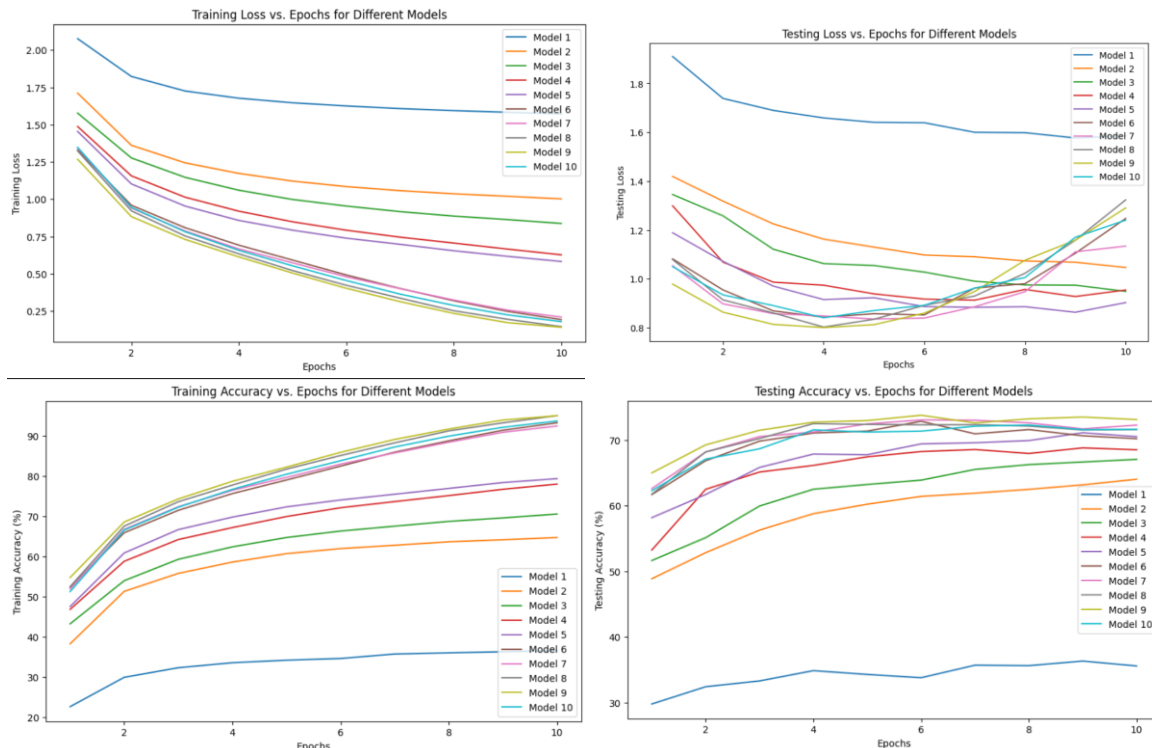 Training Loss vs. Epochs for Different Models
2.00
1.75
1.50
1.25
1.00
0.75
0.50
0.25
Training Loss
2
4
6
8
10
Epochs
Model 1
Model 2
Model 3
Model 4
Model 5
Model 6
Model 7
Model 8
Model 9
Model 10
Testing Loss vs. Epochs for Different Models
1.8
1.6
1.4
1.2
1.0
0.8
Testing Loss
2
4
6
8
10
Epochs
Model 1
Model 2
Model 3
Model 4
Model 5
Model 6
Model 7
Model 8
Model 9
Model 10
Training Accuracy vs. Epochs for Different Models
90
80
70
60
50
40
30
20
Training Accuracy (%)
2
4
6
8
10
Epochs
Model 1
Model 2
Model 3
Model 4
Model 5
Model 6
Model 7
Model 8
Model 9
Model 10
Testing Accuracy vs. Epochs for Different Models
70
60
50
40
30
Testing Accuracy (%)
2
4
6
8
10
Epochs
Model 1
Model 2
Model 3
Model 4
Model 5
Model 6
Model 7
Model 8
Model 9
Model 10